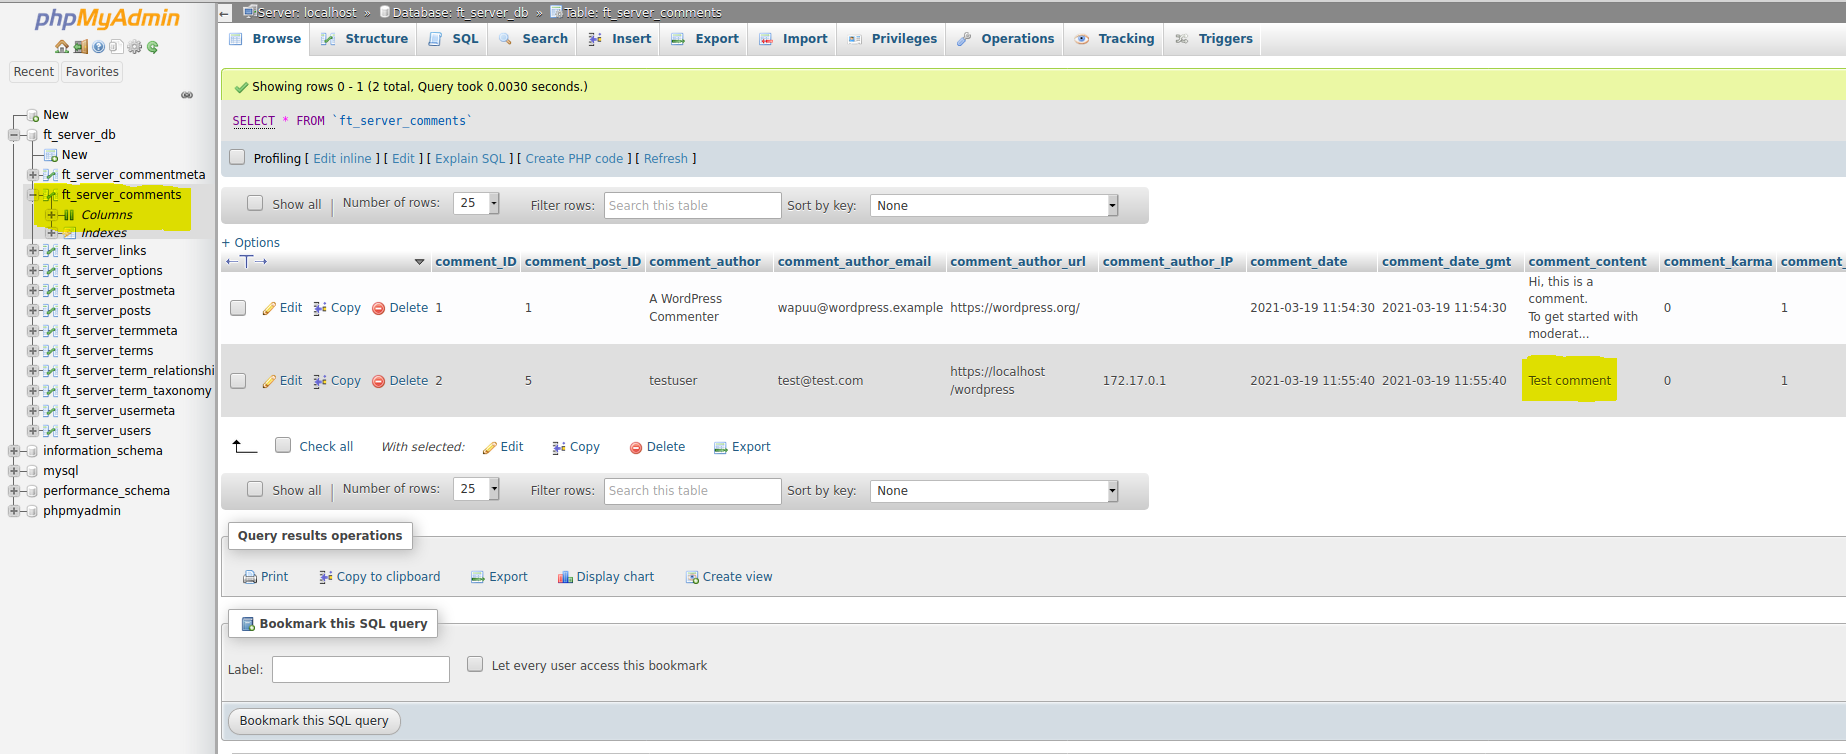 phpMyAdmin
Recent Favorites
New
ft_server_db
New
ft_server_commentmeta
ft_server_comments
Columns
Indexes
ft_server_links
ft_server_options
ft_server_postmeta
ft_server_posts
ft_server_termmeta
ft_server_terms
ft_server_term_relationshi
ft_server_term_taxonomy
ft_server_usermeta
ft_server_users
information_schema
mysql
performance_schema
phpmyadmin
Server: localhost » Database: ft_server_db » Table: ft_server_comments
Browse Structure SQL Search Insert Export Import Privileges Operations Tracking Triggers
Showing rows 0 - 1 (2 total, Query took 0.0030 seconds.)
SELECT * FROM `ft_server_comments`
Profiling [ Edit inline ] [ Edit ] [ Explain SQL ] [ Create PHP code ] [ Refresh ]
Show all | Number of rows: 25 Filter rows: Search this table Sort by key: None
+ Options
←T→ comment_ID comment_post_ID comment_author comment_author_email comment_author_url comment_author_IP comment_date comment_date_gmt comment_content comment_karma comment_
Edit Copy Delete 1 1 A WordPress Commenter wapuu@wordpress.example https://wordpress.org/ 2021-03-19 11:54:30 2021-03-19 11:54:30 Hi, this is a comment. To get started with moderat... 0 1
Edit Copy Delete 2 5 testuser test@test.com https://localhost/wordpress 172.17.0.1 2021-03-19 11:55:40 2021-03-19 11:55:40 Test comment 0 1
Check all With selected: Edit Copy Delete Export
Show all | Number of rows: 25 Filter rows: Search this table Sort by key: None
Query results operations
Print Copy to clipboard Export Display chart Create view
Bookmark this SQL query
Label: Let every user access this bookmark
Bookmark this SQL query